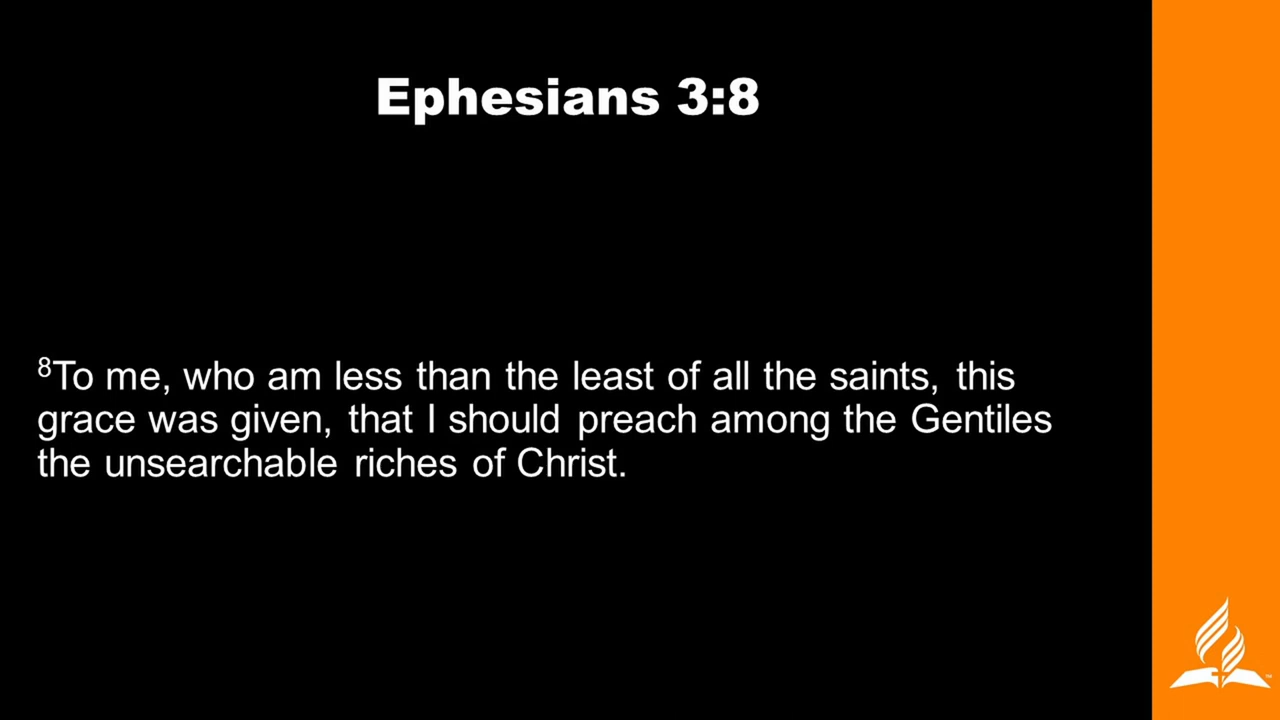 Ephesians 3:8
8To me, who am less than the least of all the saints, this
grace was given, that I should preach among the Gentiles
the unsearchable riches of Christ.